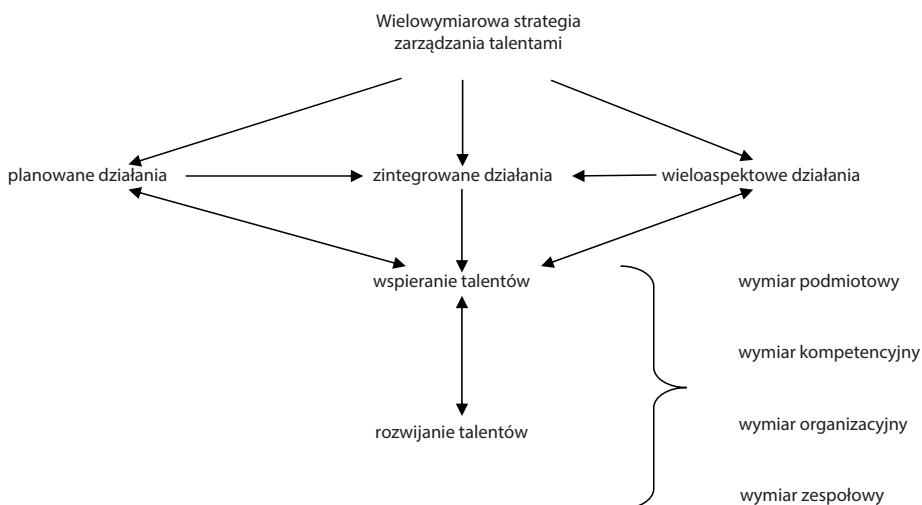 Wielowymiarowa strategia
zarządzania talentami
planowane działania
zintegrowane działania
wieloaspektowe działania
wspieranie talentów
wymiar podmiotowy
wymiar kompetencyjny
rozwijanie talentów
wymiar organizacyjny
wymiar zespołowy